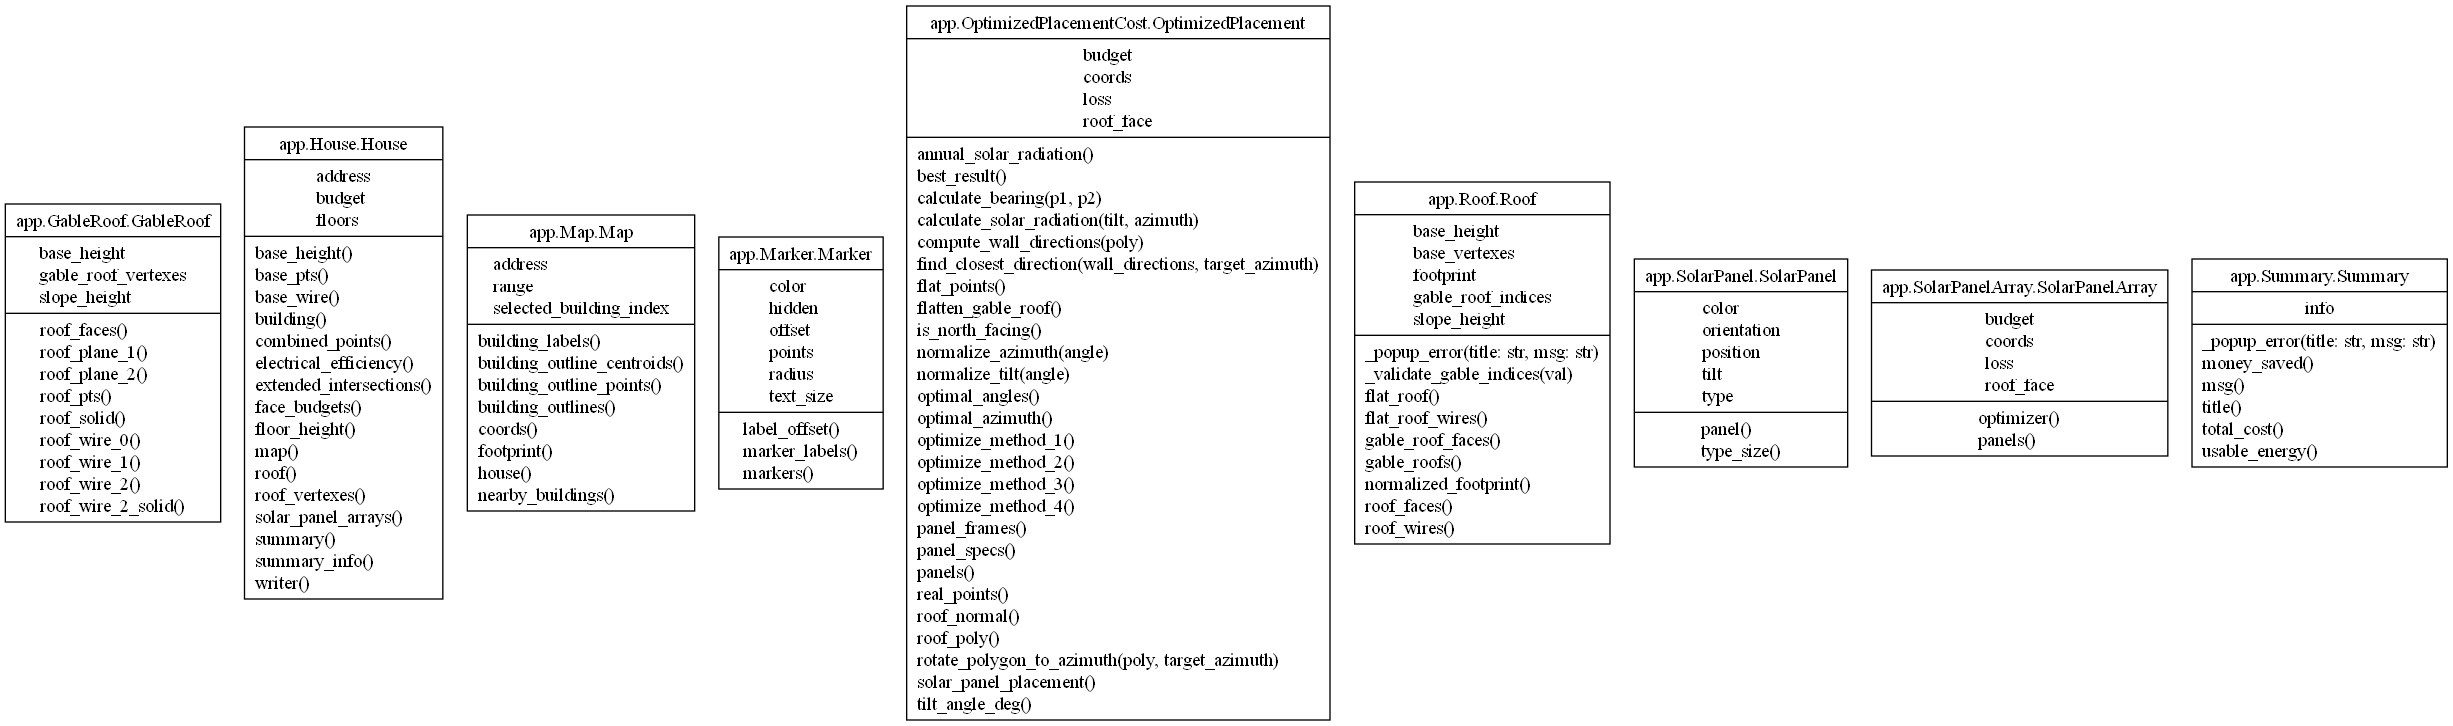 app.GableRoof.GableRoof
base_height
gable_roof_vertexes
slope_height
roof_faces()
roof_plane_1()
roof_plane_2()
roof_pts()
roof_solid()
roof_wire_0()
roof_wire_1()
roof_wire_2()
roof_wire_2_solid()
app.House.House
address
budget
floors
base_height()
base_pts()
base_wire()
building()
combined_points()
electrical_efficiency()
extended_intersections()
face_budgets()
floor_height()
map()
roof()
roof_vertexes()
solar_panel_arrays()
summary()
summary_info()
writer()
app.Map.Map
address
range
selected_building_index
building_labels()
building_outline_centroids()
building_outline_points()
building_outlines()
coords()
footprint()
house()
nearby_buildings()
app.Marker.Marker
color
hidden
offset
points
radius
text_size
label_offset()
marker_labels()
markers()
app.OptimizedPlacementCost.OptimizedPlacement
budget
coords
loss
roof_face
annual_solar_radiation()
best_result()
calculate_bearing(p1, p2)
calculate_solar_radiation(tilt, azimuth)
compute_wall_directions(poly)
find_closest_direction(wall_directions, target_azimuth)
flat_points()
flatten_gable_roof()
is_north_facing()
normalize_azimuth(angle)
normalize_tilt(angle)
optimal_angles()
optimal_azimuth()
optimize_method_1()
optimize_method_2()
optimize_method_3()
optimize_method_4()
panel_frames()
panel_specs()
panels()
real_points()
roof_normal()
roof_poly()
rotate_polygon_to_azimuth(poly, target_azimuth)
solar_panel_placement()
tilt_angle_deg()
app.Roof.Roof
base_height
base_vertexes
footprint
gable_roof_indices
slope_height
_popup_error(title: str, msg: str)
_validate_gable_indices(val)
flat_roof()
flat_roof_wires()
gable_roof_faces()
gable_roofs()
normalized_footprint()
roof_faces()
roof_wires()
app.SolarPanel.SolarPanel
color
orientation
position
tilt
type
panel()
type_size()
app.SolarPanelArray.SolarPanelArray
budget
coords
loss
roof_face
optimizer()
panels()
app.Summary.Summary
info
_popup_error(title: str, msg: str)
money_saved()
msg()
title()
total_cost()
usable_energy()